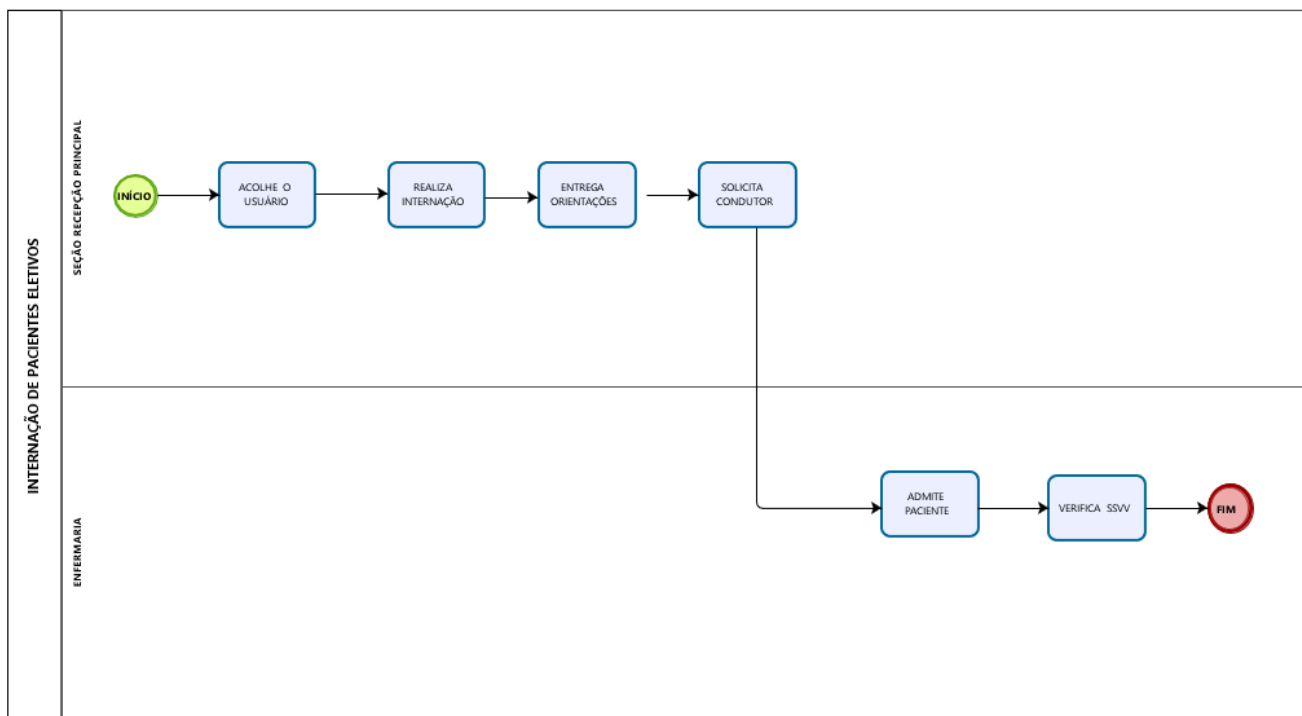 INTERNAÇÃO DE PACIENTES ELETIVOS
SEÇÃO RECEPÇÃO PRINCIPAL
INÍCIO
ACOLHE O
USUÁRIO
REALIZA
INTERNAÇÃO
ENTREGA
ORIENTAÇÕES
SOLICITA
CONDUTOR
ENFERMARIA
ADMITE
PACIENTE
VERIFICA SSVV
FIM